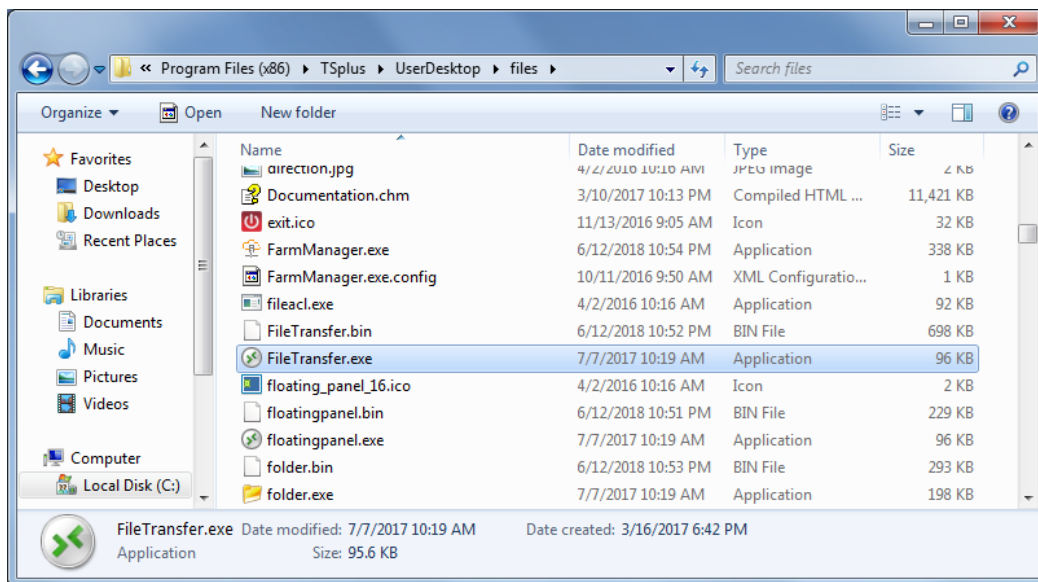 « Program Files (x86) ▸ TSplus ▸ UserDesktop ▸ files ▸ Search files
Organize Open New folder
Favorites
Desktop
Downloads
Recent Places
Libraries
Documents
Music
Pictures
Videos
Computer
Local Disk (C:)
Name Date modified Type Size
direction.jpg 4/2/2016 10:16 AM JPEG image 2 KB
Documentation.chm 3/10/2017 10:13 PM Compiled HTML ... 11,421 KB
exit.ico 11/13/2016 9:05 AM Icon 32 KB
FarmManager.exe 6/12/2018 10:54 PM Application 338 KB
FarmManager.exe.config 10/11/2016 9:50 AM XML Configuratio... 1 KB
fileacl.exe 4/2/2016 10:16 AM Application 92 KB
FileTransfer.bin 6/12/2018 10:52 PM BIN File 698 KB
FileTransfer.exe 7/7/2017 10:19 AM Application 96 KB
floating_panel_16.ico 4/2/2016 10:16 AM Icon 2 KB
floatingpanel.bin 6/12/2018 10:51 PM BIN File 229 KB
floatingpanel.exe 7/7/2017 10:19 AM Application 96 KB
folder.bin 6/12/2018 10:53 PM BIN File 293 KB
folder.exe 7/7/2017 10:19 AM Application 198 KB
FileTransfer.exe Date modified: 7/7/2017 10:19 AM Date created: 3/16/2017 6:42 PM
Application Size: 95.6 KB